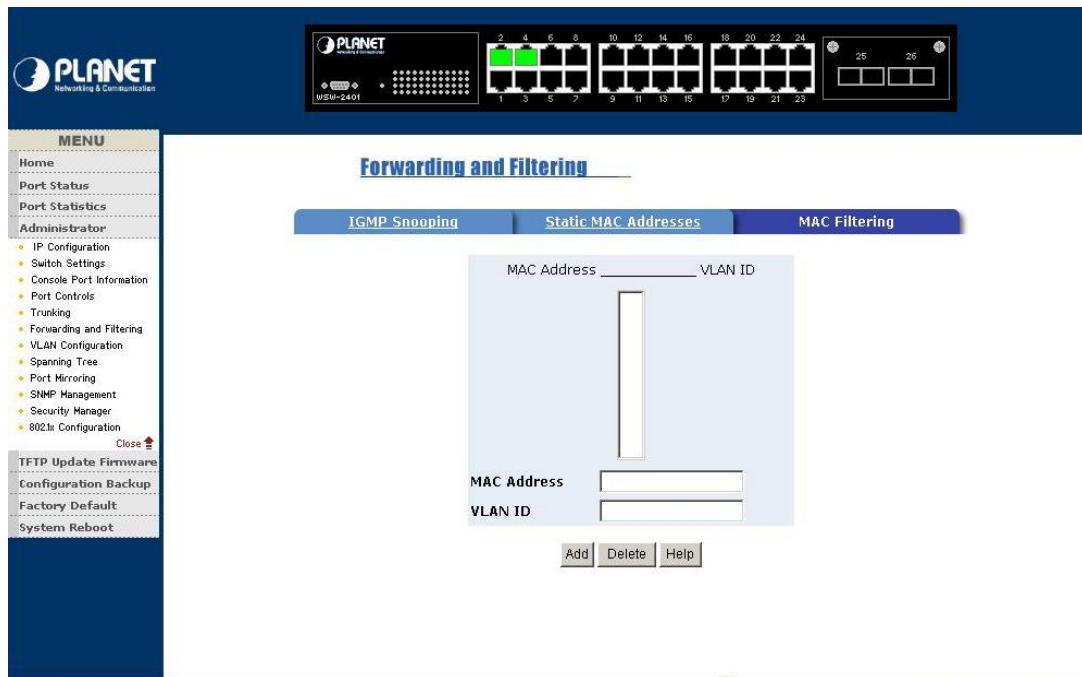 PLANET
Networking & Communication
PLANET
Networking & Communication
WSW-2401
2 4 6 8 10 12 14 16 18 20 22 24
1 3 5 7 9 11 13 15 17 19 21 23
25 26
MENU
Home
Port Status
Port Statistics
Administrator
IP Configuration
Switch Settings
Console Port Information
Port Controls
Trunking
Forwarding and Filtering
VLAN Configuration
Spanning Tree
Port Mirroring
SNMP Management
Security Manager
802.1x Configuration
Close
TFTP Update Firmware
Configuration Backup
Factory Default
System Reboot
Forwarding and Filtering
IGMP Snooping Static MAC Addresses MAC Filtering
MAC Address ____________ VLAN ID
MAC Address
VLAN ID
Add Delete Help